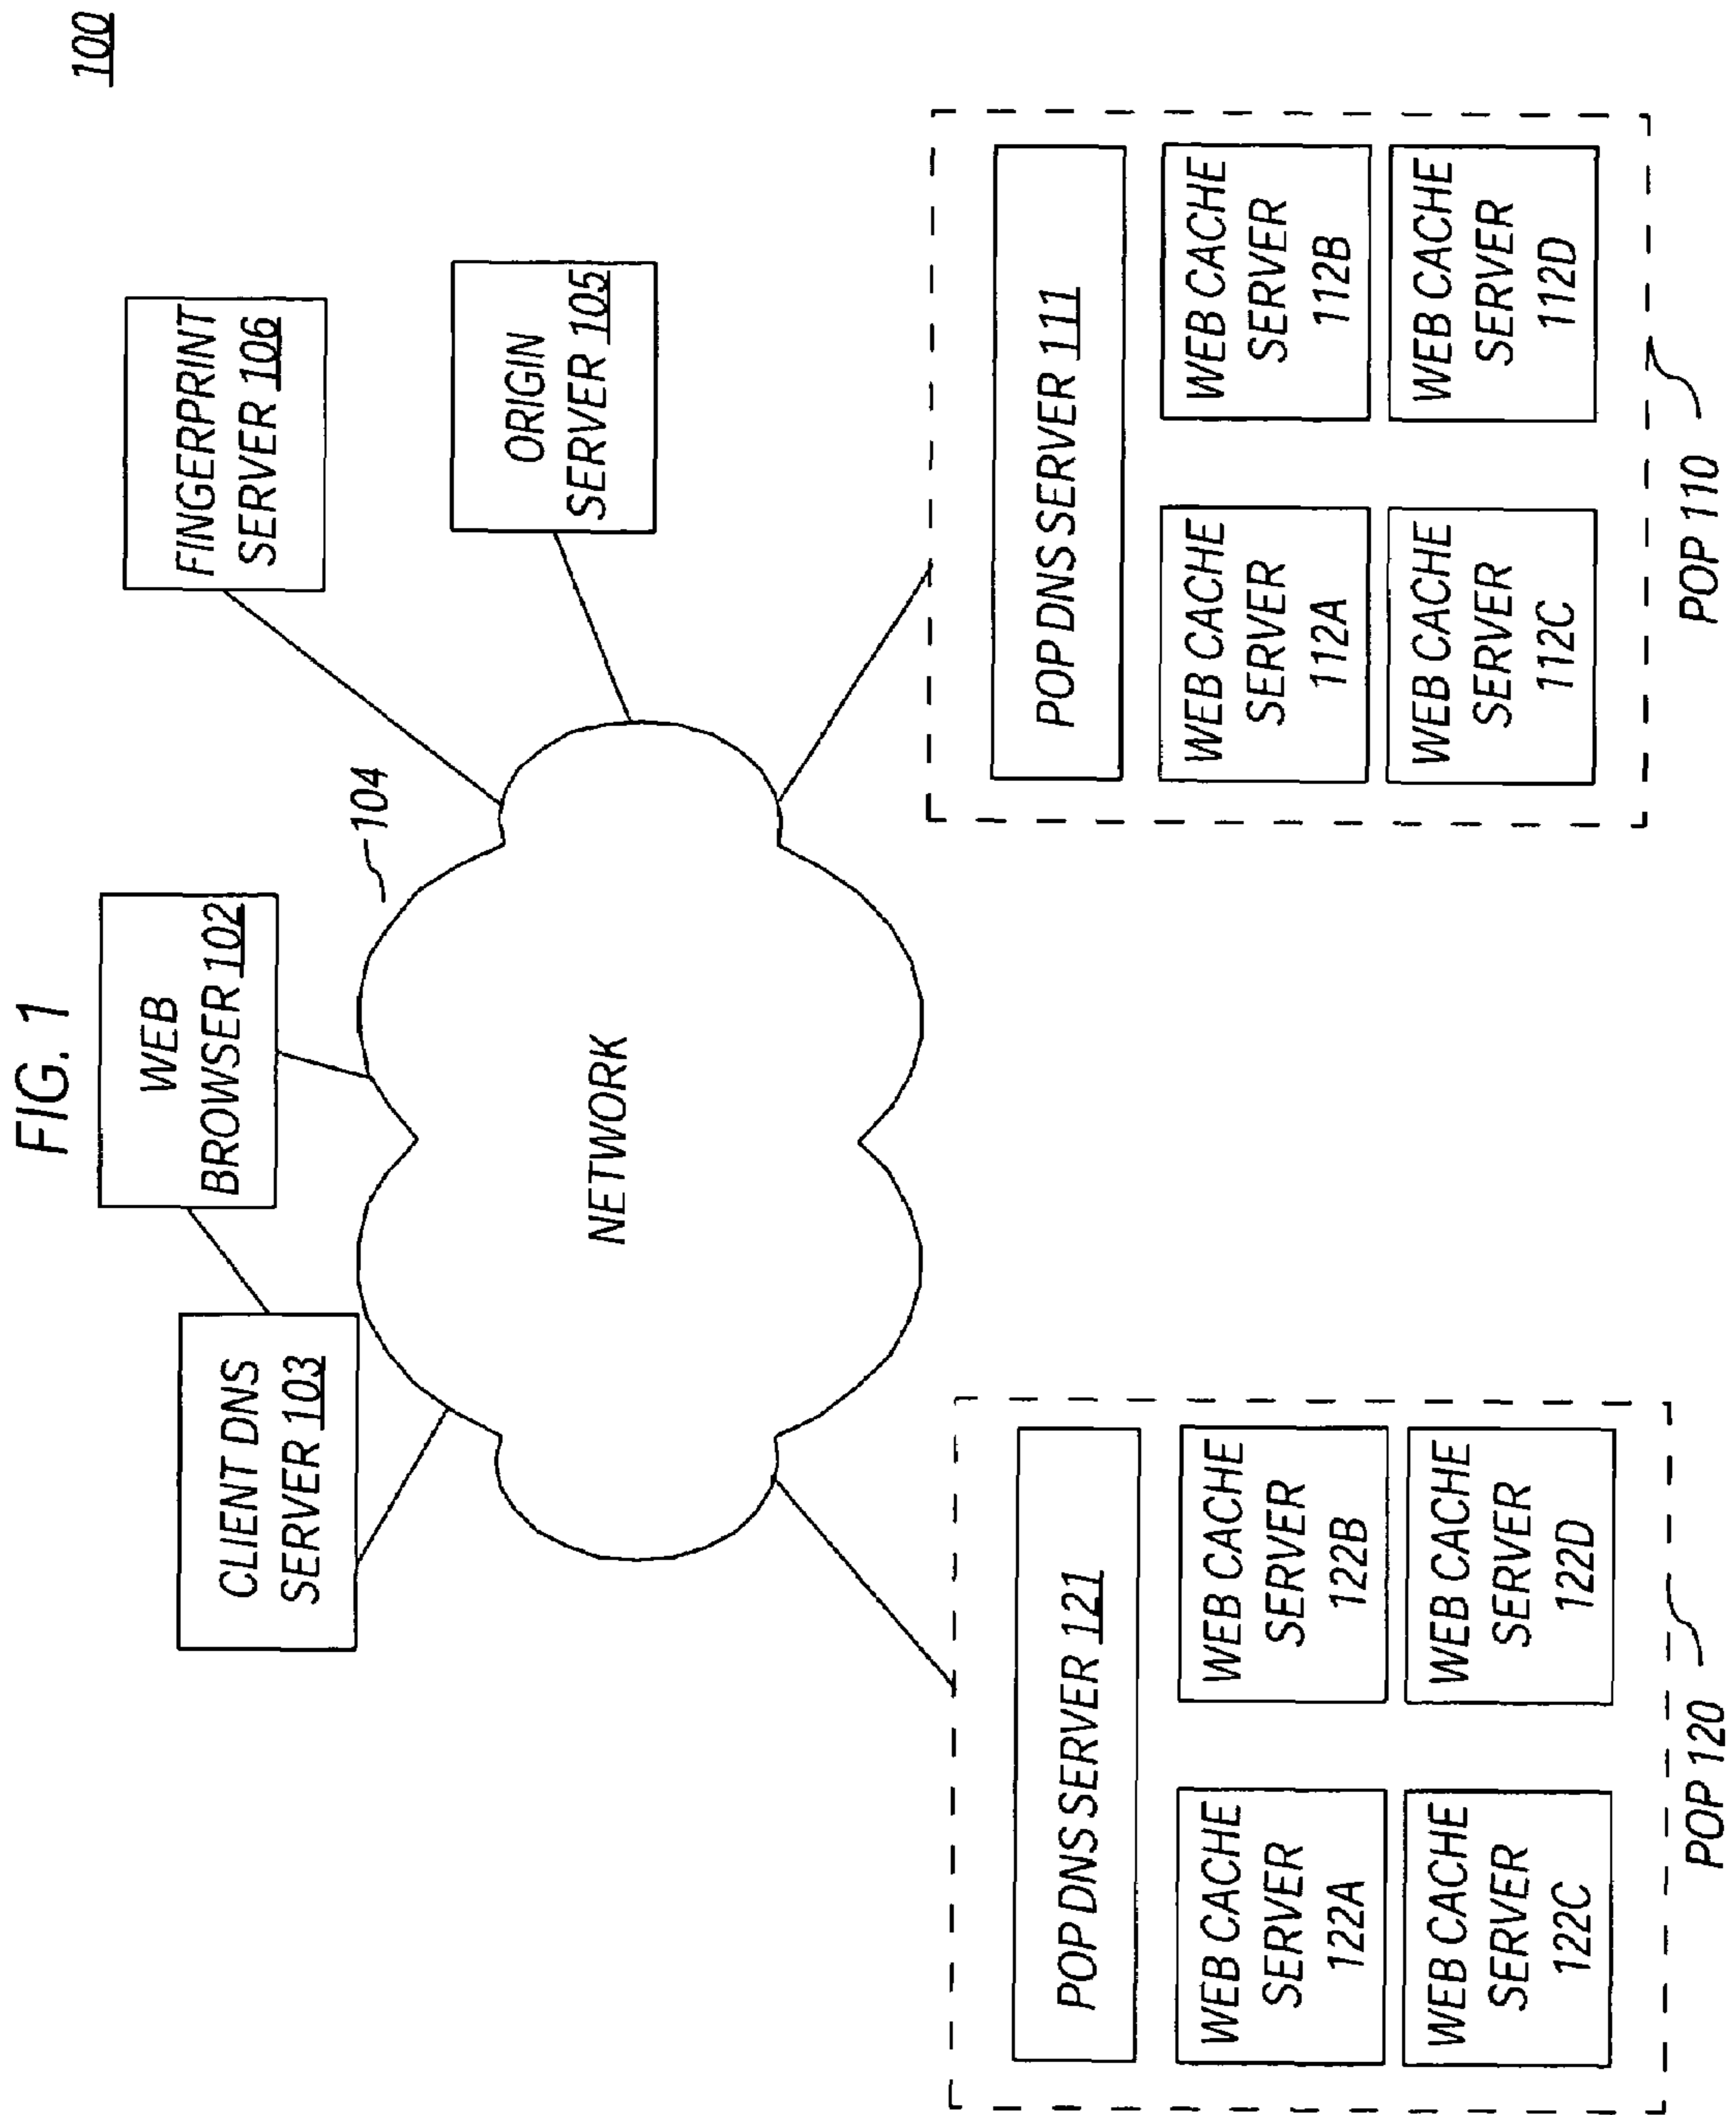 FIG. 1
100
WEB
BROWSER 102
CLIENT DNS
SERVER 103
FINGERPRINT
SERVER 106
104
ORIGIN
SERVER 105
NETWORK
POP DNS SERVER 121
WEB CACHE
SERVER
122A
WEB CACHE
SERVER
122B
WEB CACHE
SERVER
122C
WEB CACHE
SERVER
122D
POP 120
POP DNS SERVER 111
WEB CACHE
SERVER
112A
WEB CACHE
SERVER
112B
WEB CACHE
SERVER
112C
WEB CACHE
SERVER
112D
POP 110